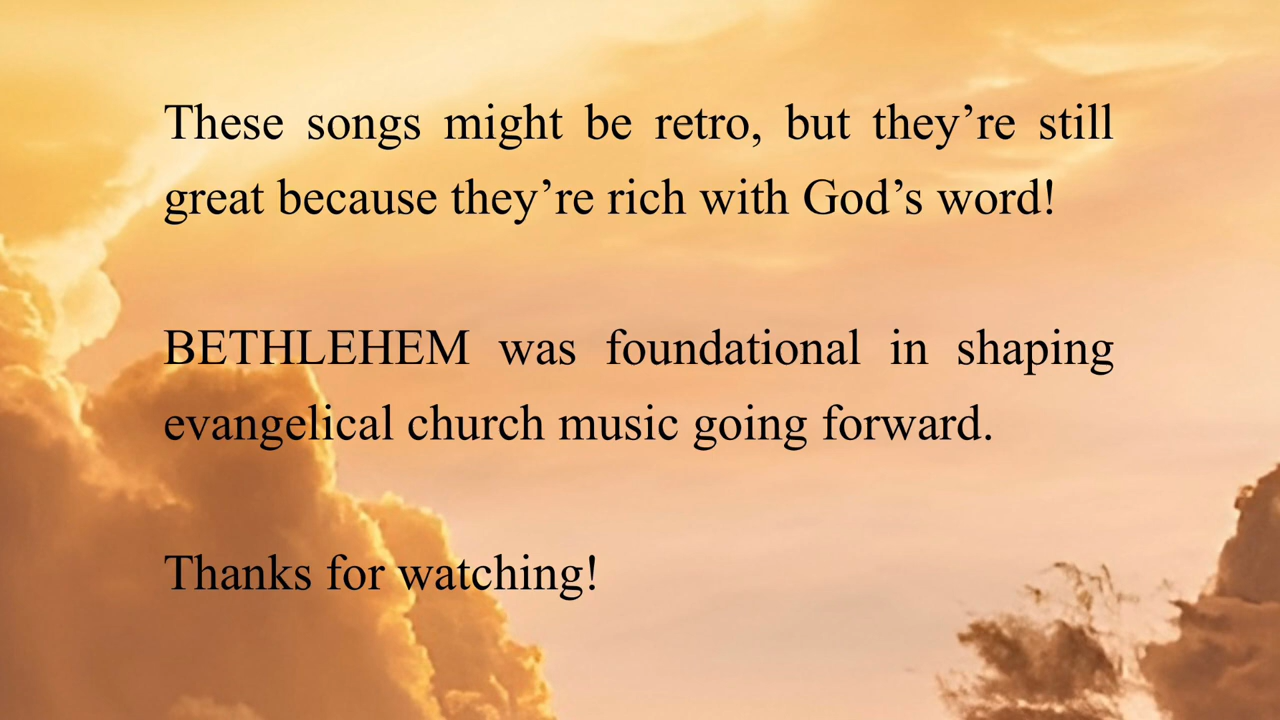 These songs might be retro, but they’re still
great because they’re rich with God’s word!
BETHLEHEM was foundational in shaping
evangelical church music going forward.
Thanks for watching!